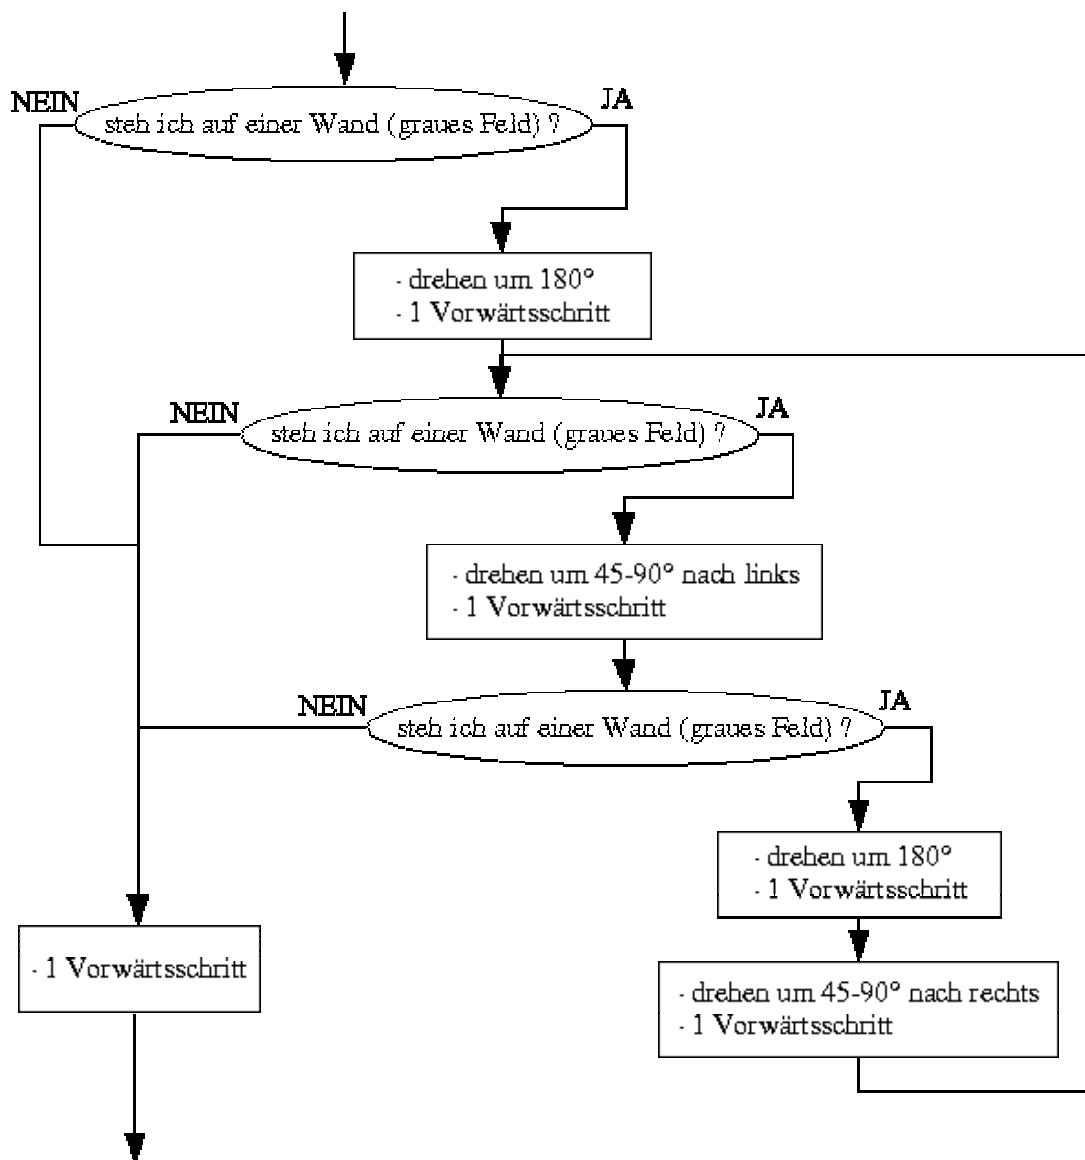 NEIN
JA
steh ich auf einer Wand (graues Feld) ?
- drehen um 180°
- 1 Vorwärtsschritt
NEIN
JA
steh ich auf einer Wand (graues Feld) ?
- drehen um 45-90° nach links
- 1 Vorwärtsschritt
NEIN
JA
steh ich auf einer Wand (graues Feld) ?
- drehen um 180°
- 1 Vorwärtsschritt
- 1 Vorwärtsschritt
- drehen um 45-90° nach rechts
- 1 Vorwärtsschritt